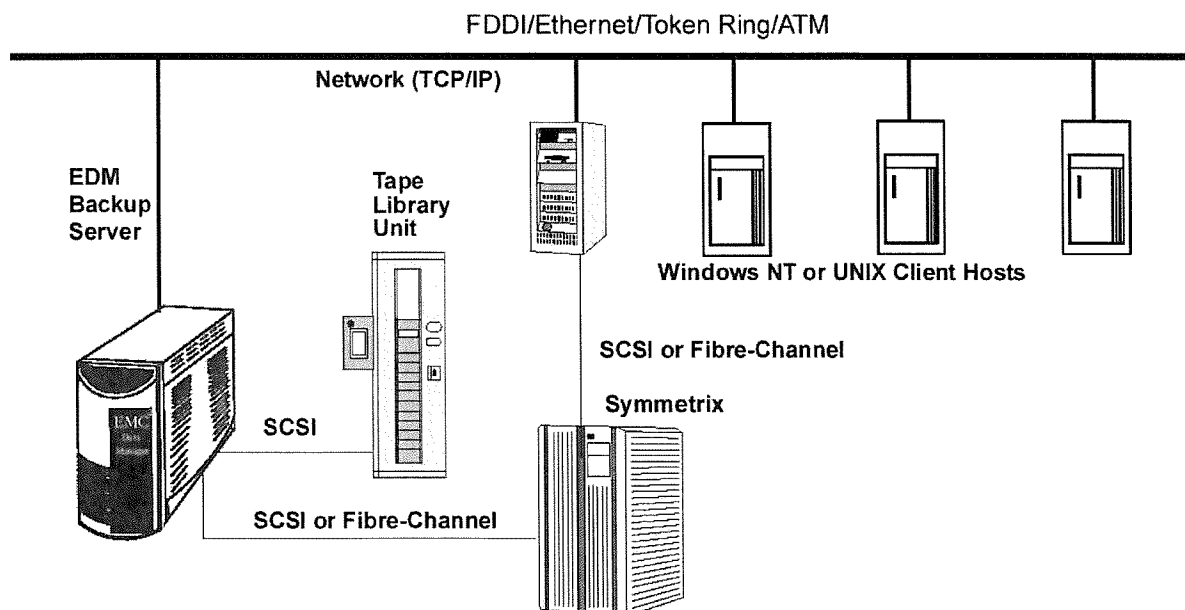 FDDI/Ethernet/Token Ring/ATM
Network (TCP/IP)
EDM
Backup
Server
Tape
Library
Unit
Windows NT or UNIX Client Hosts
SCSI or Fibre-Channel
Symmetrix
EMC
SCSI
SCSI or Fibre-Channel